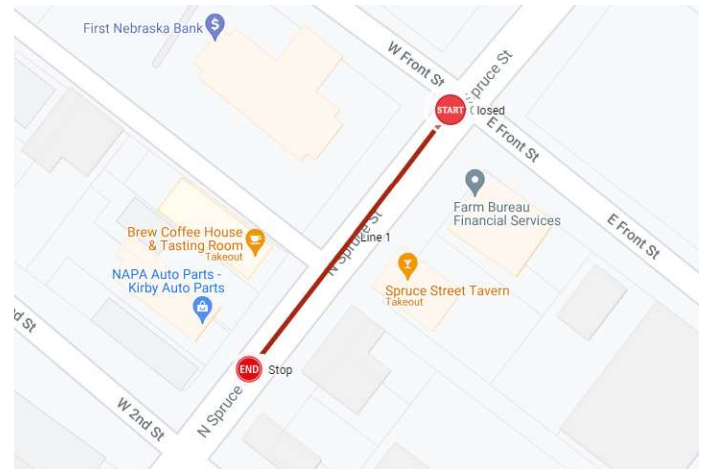 First Nebraska Bank
W Front St
Spruce St
START
Closed
E Front St
Farm Bureau
Financial Services
E Front St
N Spruce St
Line 1
Brew Coffee House
& Tasting Room
Takeout
NAPA Auto Parts -
Kirby Auto Parts
Spruce Street Tavern
Takeout
d St
END
Stop
N Spruce
W 2nd St